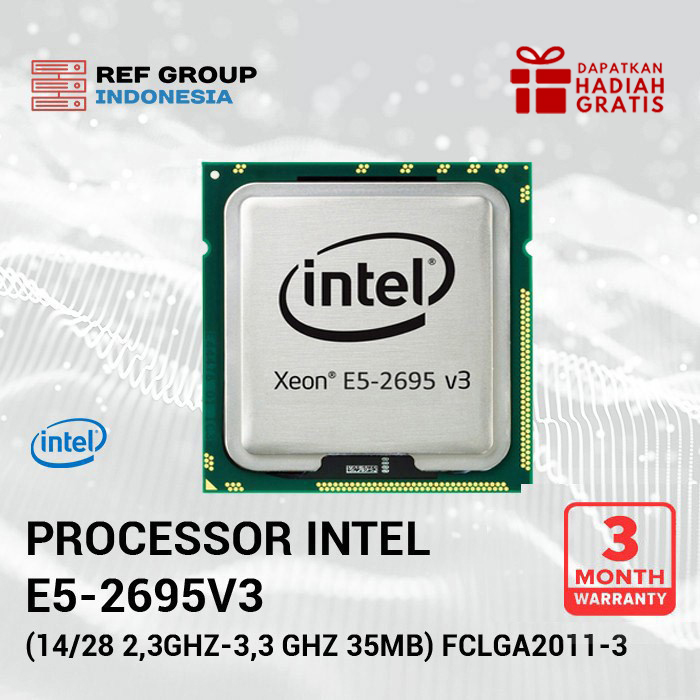 REF GROUP
INDONESIA
DAPATKAN
HADIAH
GRATIS
intel®
Xeon® E5-2695 v3
intel
PROCESSOR INTEL
E5-2695V3
(14/28 2,3GHZ-3,3 GHZ 35MB) FCLGA2011-3
3
MONTH
WARRANTY